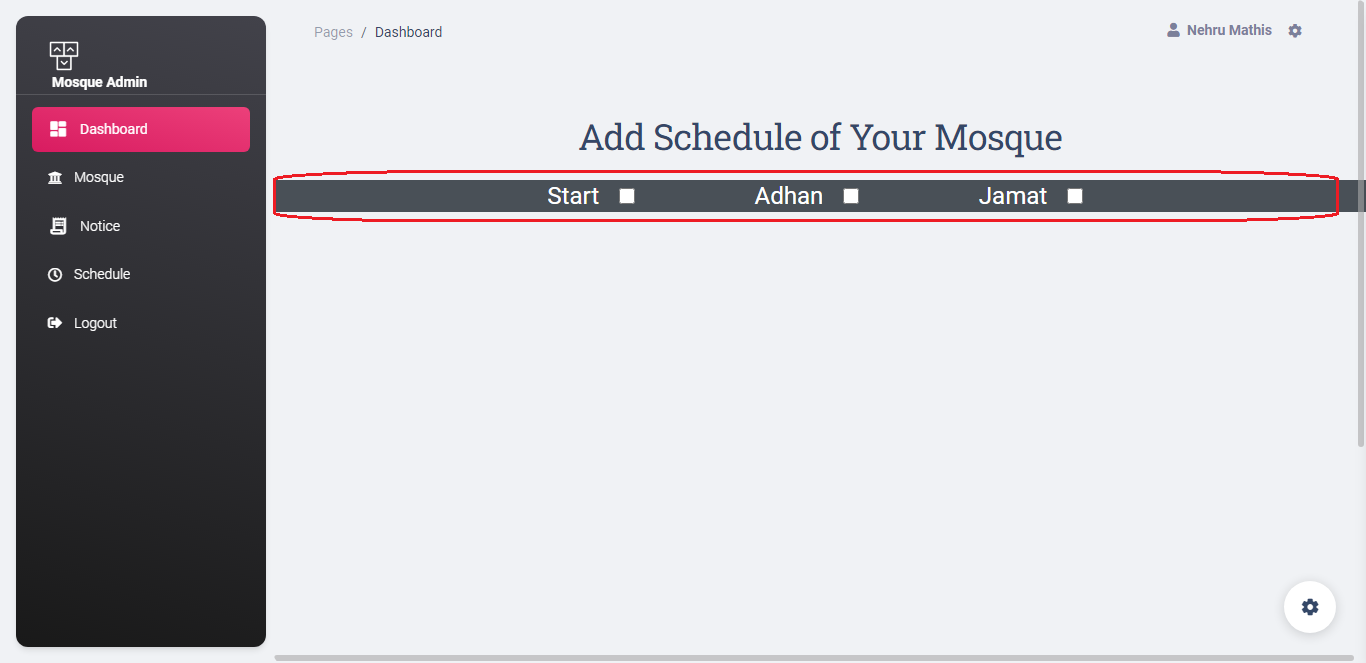 Mosque Admin
Dashboard
Mosque
Notice
Schedule
Logout
Pages / Dashboard
Nehru Mathis
Add Schedule of Your Mosque
Start Adhan Jamat